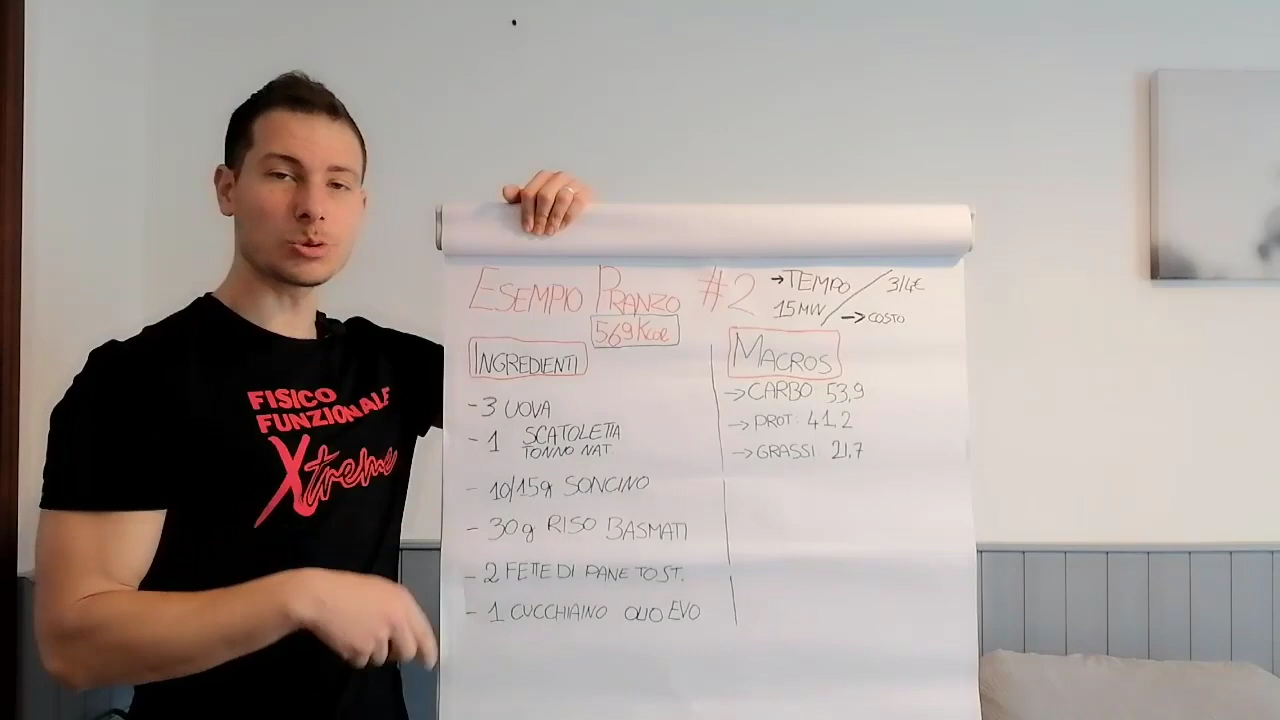 FISICO
FUNZIONALE
Xtreme
ESEMPIO PRANZO #2
→TEMPO / 3/4€
15 MIN →COSTO
569 Kcal
INGREDIENTI
- 3 UOVA
- 1 SCATOLETTA
TONNO NAT.
- 10/15g SONCINO
- 30g RISO BASMATI
- 2 FETTE DI PANE TOST.
- 1 CUCCHIAINO OLIO EVO
MACROS
→CARBO 53,9
→PROT. 41,2
→GRASSI 21,7